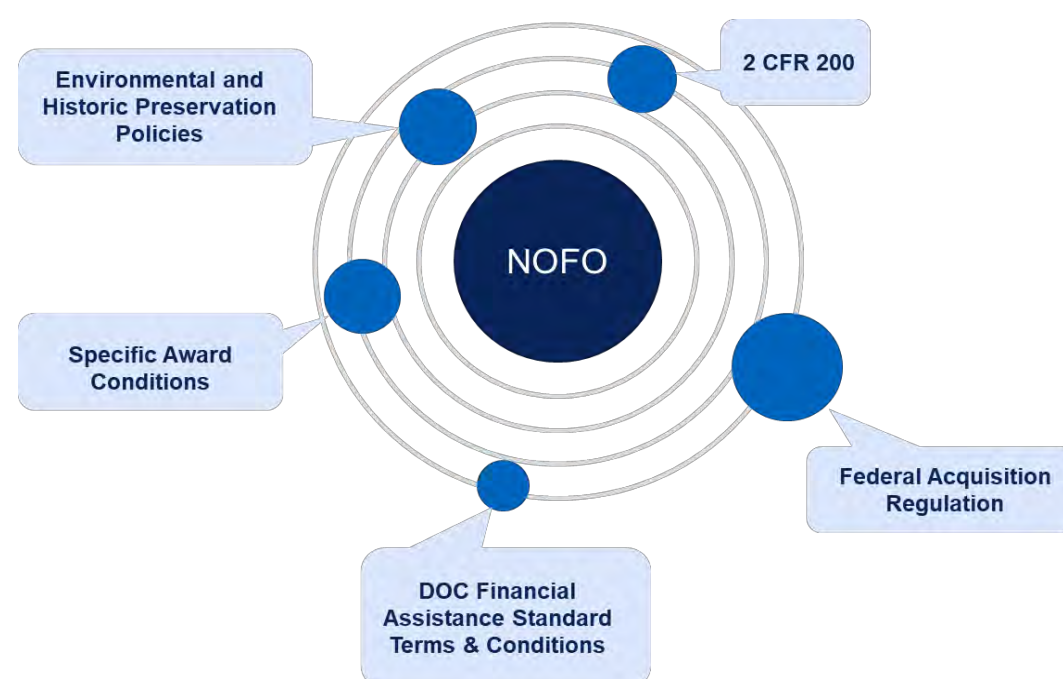 2 CFR 200
Environmental and
Historic Preservation
Policies
NOFO
Specific Award
Conditions
Federal Acquisition
Regulation
DOC Financial
Assistance Standard
Terms & Conditions